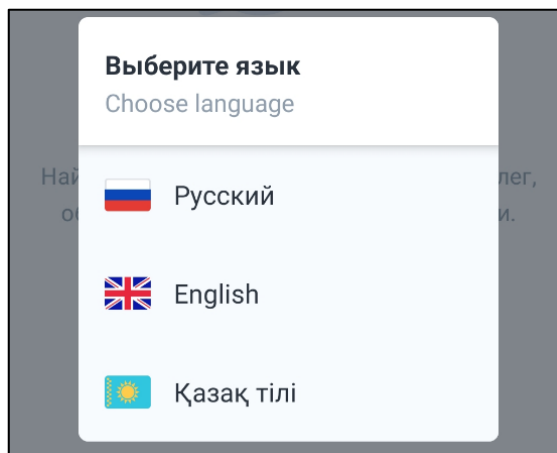 Выберите язык
Choose language
Русский
English
Қазақ тілі